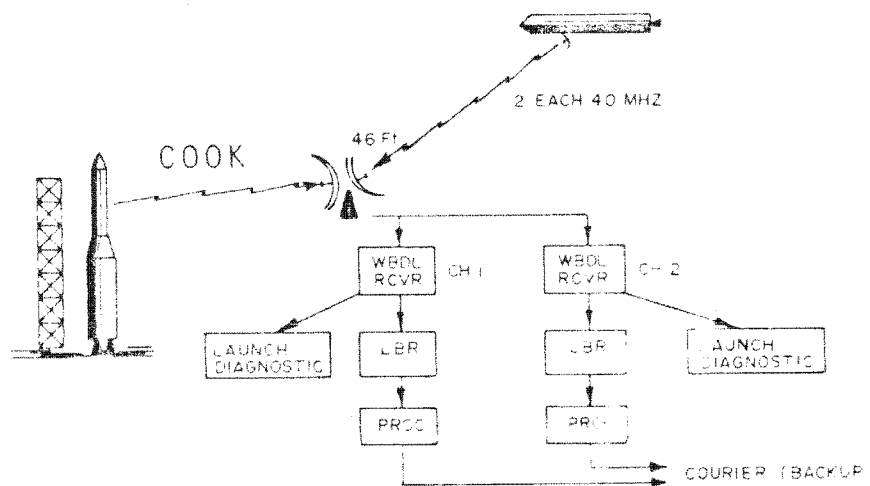 2 EACH 40 MHZ
46 Ft
COOK
WBDL
RCVR
CH 1
WBDL
RCVR
CH 2
LAUNCH
DIAGNOSTIC
LBR
LBR
LAUNCH
DIAGNOSTIC
PROC
COURIER (BACKUP